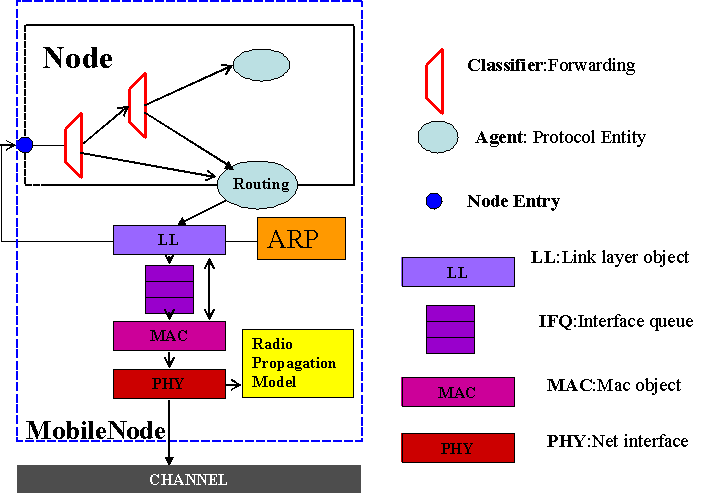 Node
Routing
LL
ARP
MAC
Radio
Propagation
Model
PHY
MobileNode
CHANNEL
Classifier:Forwarding
Agent: Protocol Entity
Node Entry
LL:Link layer object
LL
IFQ:Interface queue
MAC
MAC:Mac object
PHY
PHY:Net interface